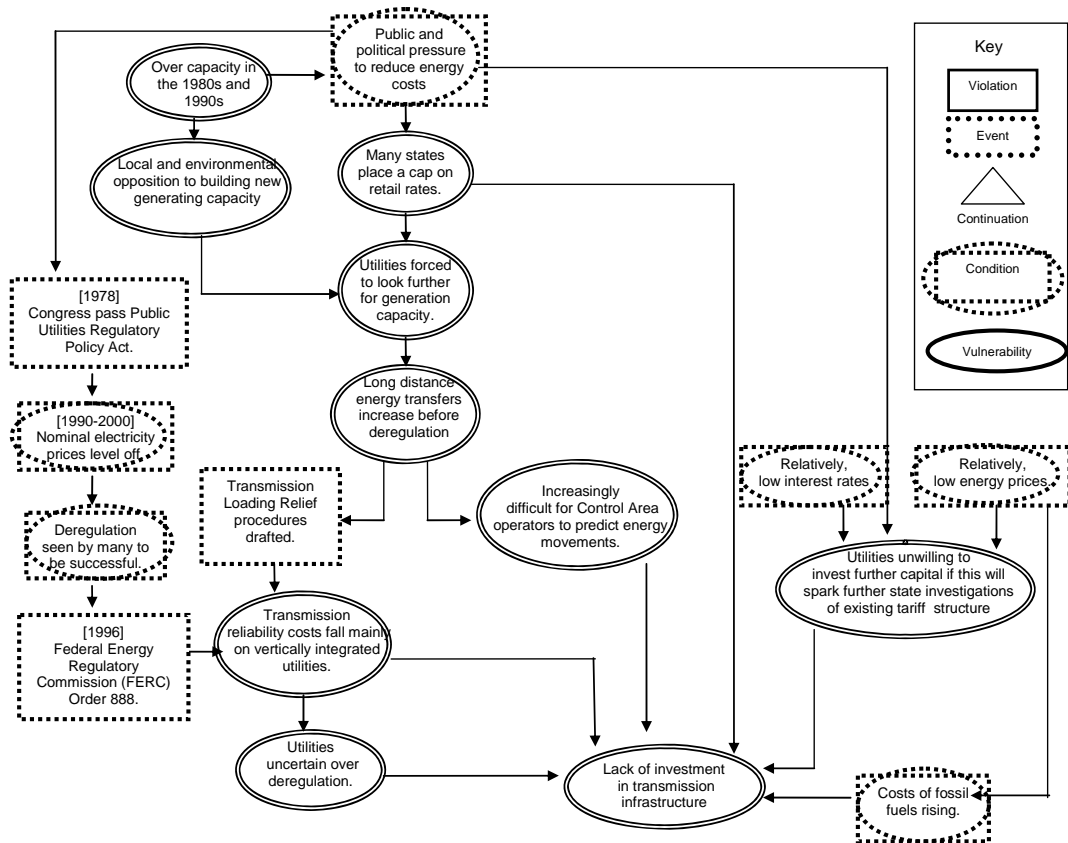 Public and
political pressure
to reduce energy
costs
Over capacity in
the 1980s and
1990s
Local and environmental
opposition to building new
generating capacity
Many states
place a cap on
retail rates.
Utilities forced
to look further
for generation
capacity.
[1978]
Congress pass Public
Utilities Regulatory
Policy Act.
Long distance
energy transfers
increase before
deregulation
[1990-2000]
Nominal electricity
prices level off.
Transmission
Loading Relief
procedures
drafted.
Increasingly
difficult for Control Area
operators to predict energy
movements.
Relatively,
low interest rates
Relatively,
low energy prices.
Deregulation
seen by many to
be successful.
Utilities unwilling to
invest further capital if this will
spark further state investigations
of existing tariff structure
[1996]
Federal Energy
Regulatory
Commission (FERC)
Order 888.
Transmission
reliability costs fall mainly
on vertically integrated
utilities.
Utilities
uncertain over
deregulation.
Lack of investment
in transmission
infrastructure
Costs of fossil
fuels rising.
Key
Violation
Event
Continuation
Condition
Vulnerability